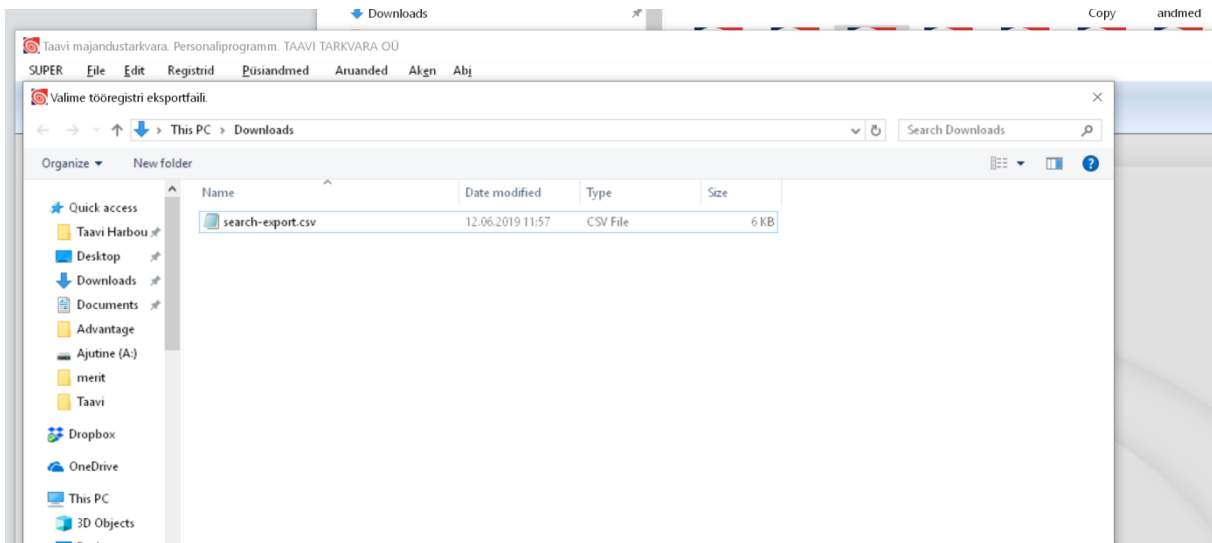 Downloads
Copy andmed
Taavi majandustarkvara. Personaliprogramm. TAAVI TARKVARA OÜ
SUPER File Edit Registrid Püsiandmed Aruanded Aken Abi
Valime tööregistri eksportfaili.
This PC > Downloads
Search Downloads
Organize New folder
Name Date modified Type Size
search-export.csv 12.06.2019 11:57 CSV File 6 KB
Quick access
Taavi Harbou
Desktop
Downloads
Documents
Advantage
Ajutine (A:)
merit
Taavi
Dropbox
OneDrive
This PC
3D Objects